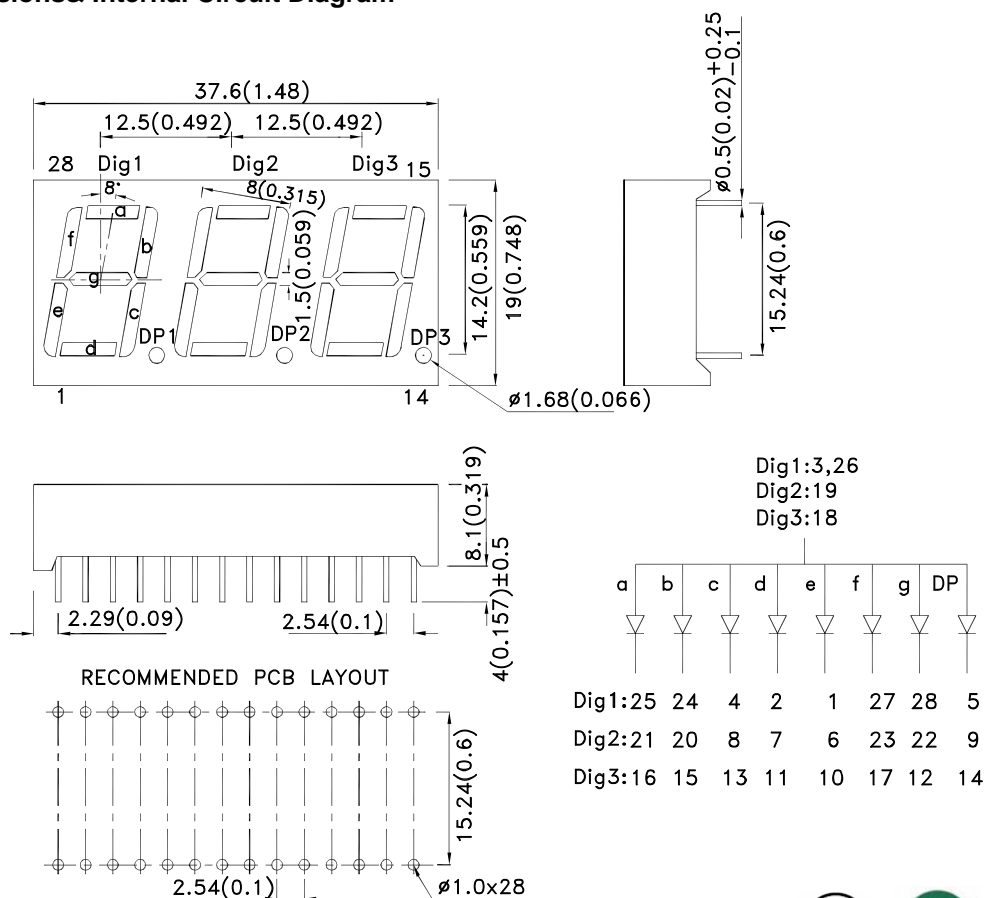 sions& Internal Circuit Diagram
37.6(1.48)
12.5(0.492) 12.5(0.492)
28 Dig1 Dig2 Dig3 15
8° 8(0.315)
a
f b
g
e c
d
1.5(0.059)
14.2(0.559)
19(0.748)
DP1 DP2 DP3
1 14
ø1.68(0.066)
ø0.5(0.02)+0.25 -0.1
15.24(0.6)
8.1(0.319)
4(0.157)±0.5
2.29(0.09) 2.54(0.1)
RECOMMENDED PCB LAYOUT
15.24(0.6)
2.54(0.1)
ø1.0x28
Dig1:3,26
Dig2:19
Dig3:18
a b c d e f g DP
Dig1:25 24 4 2 1 27 28 5
Dig2:21 20 8 7 6 23 22 9
Dig3:16 15 13 11 10 17 12 14